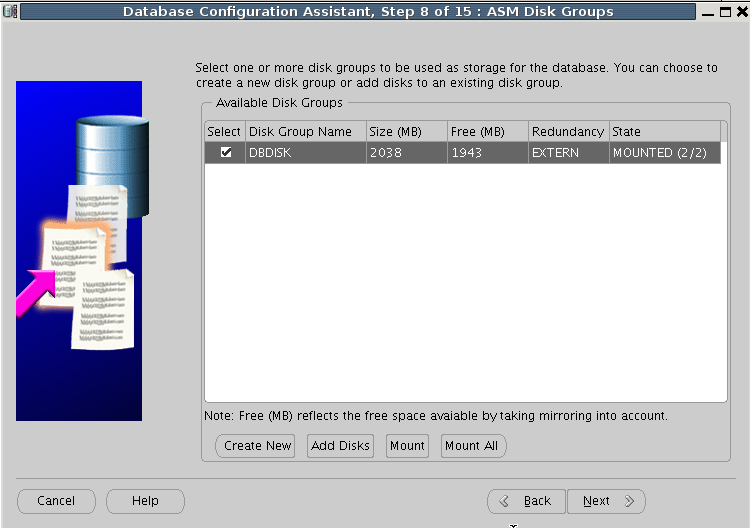 Database Configuration Assistant, Step 8 of 15 : ASM Disk Groups
Select one or more disk groups to be used as storage for the database. You can choose to
create a new disk group or add disks to an existing disk group.
Available Disk Groups
Select Disk Group Name Size (MB) Free (MB) Redundancy State
DBDISK 2038 1943 EXTERN MOUNTED (2/2)
Note: Free (MB) reflects the free space avaiable by taking mirroring into account.
Create New Add Disks Mount Mount All
Cancel Help Back Next